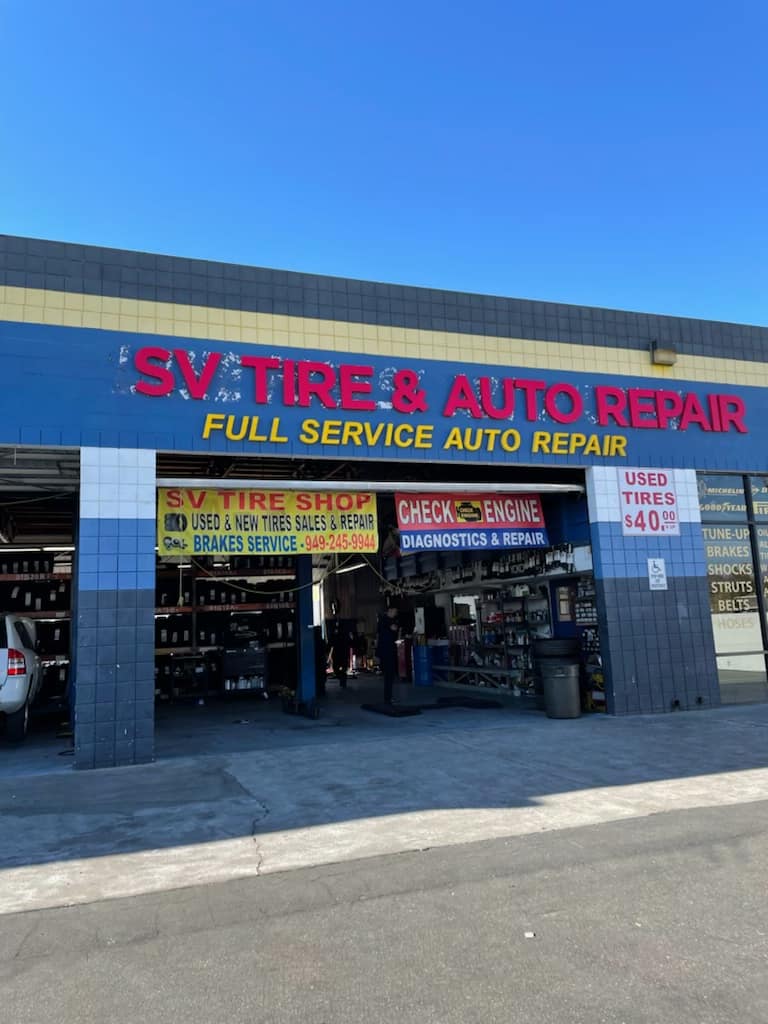 SV TIRE & AUTO REPAIR
FULL SERVICE AUTO REPAIR
SV TIRE SHOP
USED & NEW TIRES SALES & REPAIR
BRAKES SERVICE - 949-245-9944
CHECK CHECK ENGINE ENGINE
DIAGNOSTICS & REPAIR
USED
TIRES
$40.00
MICHELIN
GOODYEAR
TUNE-UP
BRAKES
SHOCKS
STRUTS
BELTS
HOSES